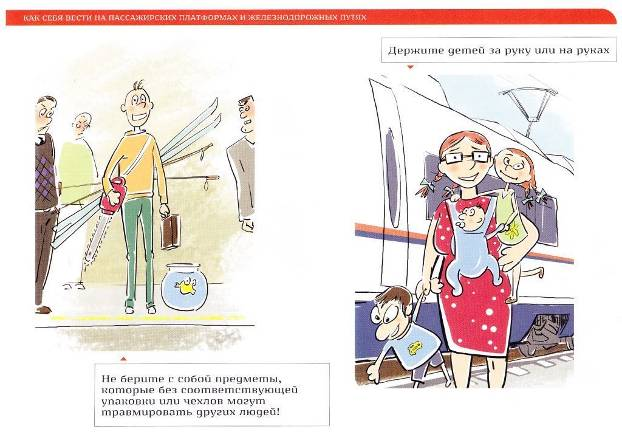 КАК СЕБЯ ВЕСТИ НА ПАССАЖИРСКИХ ПЛАТФОРМАХ И ЖЕЛЕЗНОДОРОЖНЫХ ПУТЯХ
Держите детей за руку или на руках
Не берите с собой предметы,
которые без соответствующей
упаковки или чехлов могут
травмировать других людей!